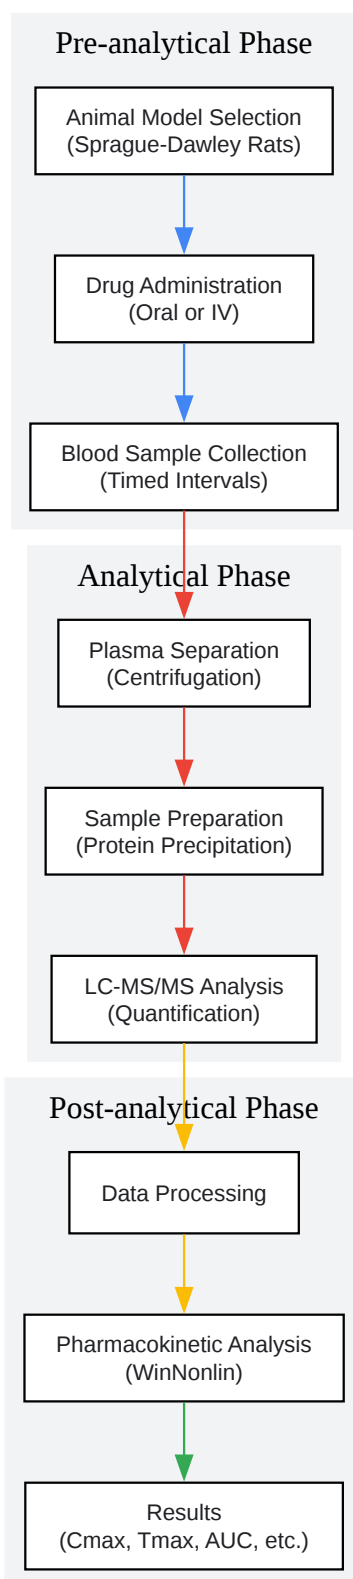 Pre-analytical Phase
Animal Model Selection
(Sprague-Dawley Rats)
Drug Administration
(Oral or IV)
Blood Sample Collection
(Timed Intervals)
Analytical Phase
Plasma Separation
(Centrifugation)
Sample Preparation
(Protein Precipitation)
LC-MS/MS Analysis
(Quantification)
Post-analytical Phase
Data Processing
Pharmacokinetic Analysis
(WinNonlin)
Results
(Cmax, Tmax, AUC, etc.)